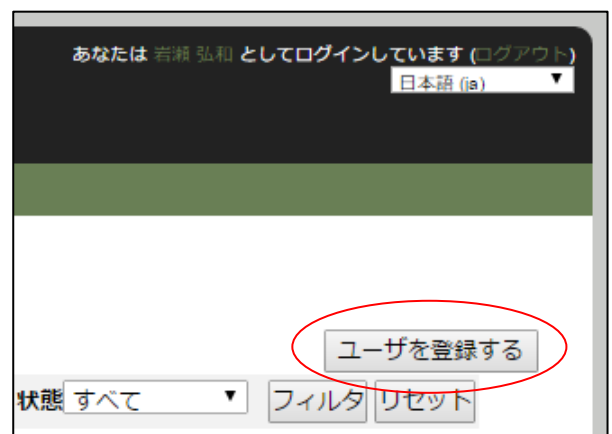 あなたは 岩瀬 弘和 としてログインしています (ログアウト)
日本語 (ja)
ユーザを登録する
状態 すべて フィルタ リセット